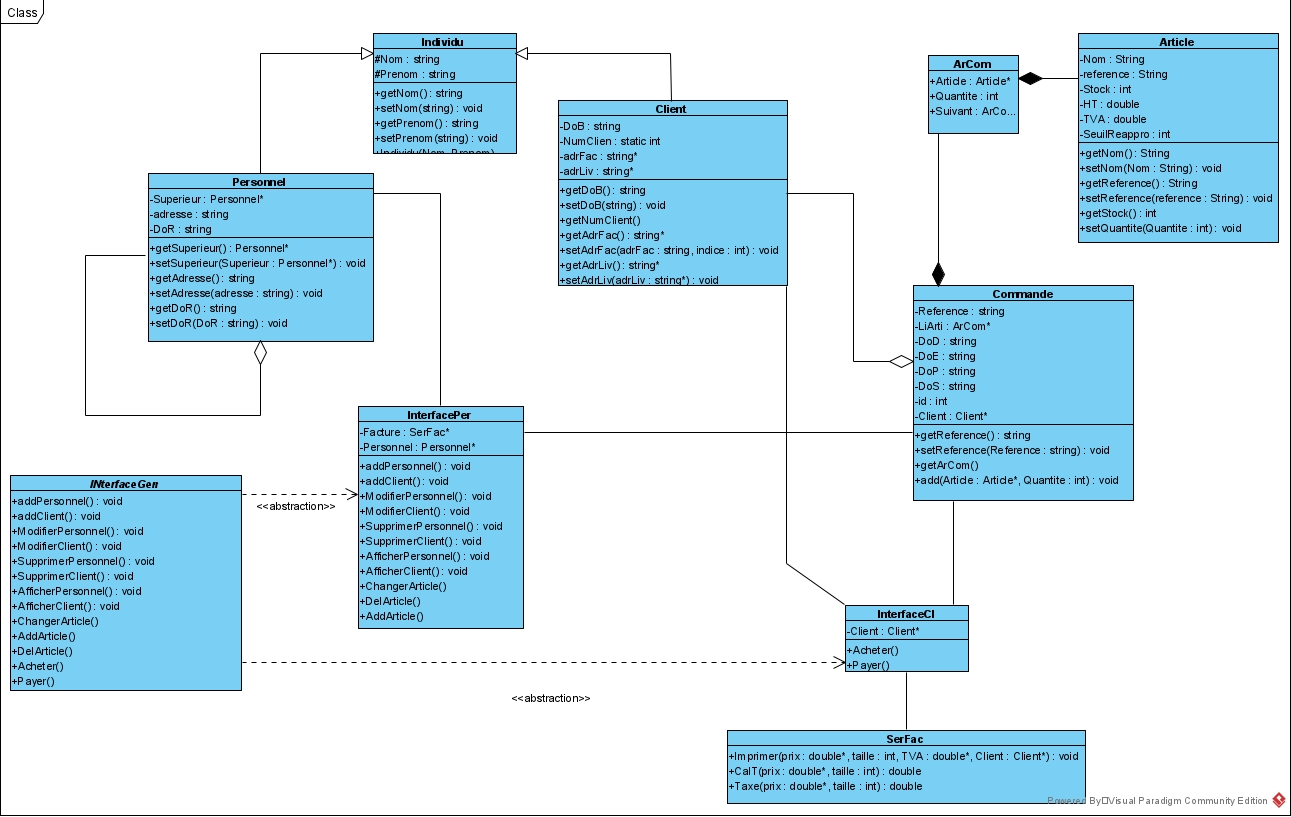 Class
Individu
#Nom : string
#Prenom : string
+getNom() : string
+setNom(string) : void
+getPrenom() : string
+setPrenom(string) : void
+Individu(Nom, Prenom)
Client
-DoB : string
-NumClien : static int
-adrFac : string*
-adrLiv : string*
+getDoB() : string
+setDoB(string) : void
+getNumClient()
+getAdrFac() : string*
+setAdrFac(adrFac : string, indice : int) : void
+getAdrLiv() : string*
+setAdrLiv(adrLiv : string*) : void
ArCom
+Article : Article*
+Quantite : int
+Suivant : ArCo...
Article
-Nom : String
-reference : String
-Stock : int
-HT : double
-TVA : double
-SeuilReappro : int
+getNom() : String
+setNom(Nom : String) : void
+getReference() : String
+setReference(reference : String) : void
+getStock() : int
+setQuantite(Quantite : int) : void
Personnel
-Superieur : Personnel*
-adresse : string
-DoR : string
+getSuperieur() : Personnel*
+setSuperieur(Superieur : Personnel*) : void
+getAdresse() : string
+setAdresse(adresse : string) : void
+getDoR() : string
+setDoR(DoR : string) : void
Commande
-Reference : string
-LiArti : ArCom*
-DoD : string
-DoE : string
-DoP : string
-DoS : string
-id : int
-Client : Client*
+getReference() : string
+setReference(Reference : string) : void
+getArCom()
+add(Article : Article*, Quantite : int) : void
InterfacePer
-Facture : SerFac*
-Personnel : Personnel*
+addPersonnel() : void
+addClient() : void
+ModifierPersonnel() : void
+ModifierClient() : void
+SupprimerPersonnel() : void
+SupprimerClient() : void
+AfficherPersonnel() : void
+AfficherClient() : void
+ChangerArticle()
+DelArticle()
+AddArticle()
INterfaceGen
+addPersonnel() : void
+addClient() : void
+ModifierPersonnel() : void
+ModifierClient() : void
+SupprimerPersonnel() : void
+SupprimerClient() : void
+AfficherPersonnel() : void
+AfficherClient() : void
+ChangerArticle()
+AddArticle()
+DelArticle()
+Acheter()
+Payer()
<<abstraction>>
<<abstraction>>
InterfaceCl
-Client : Client*
+Acheter()
+Payer()
SerFac
+Imprimer(prix : double*, taille : int, TVA : double*, Client : Client*) : void
+CalT(prix : double*, taille : int) : double
+Taxe(prix : double*, taille : int) : double
Powered By Visual Paradigm Community Edition